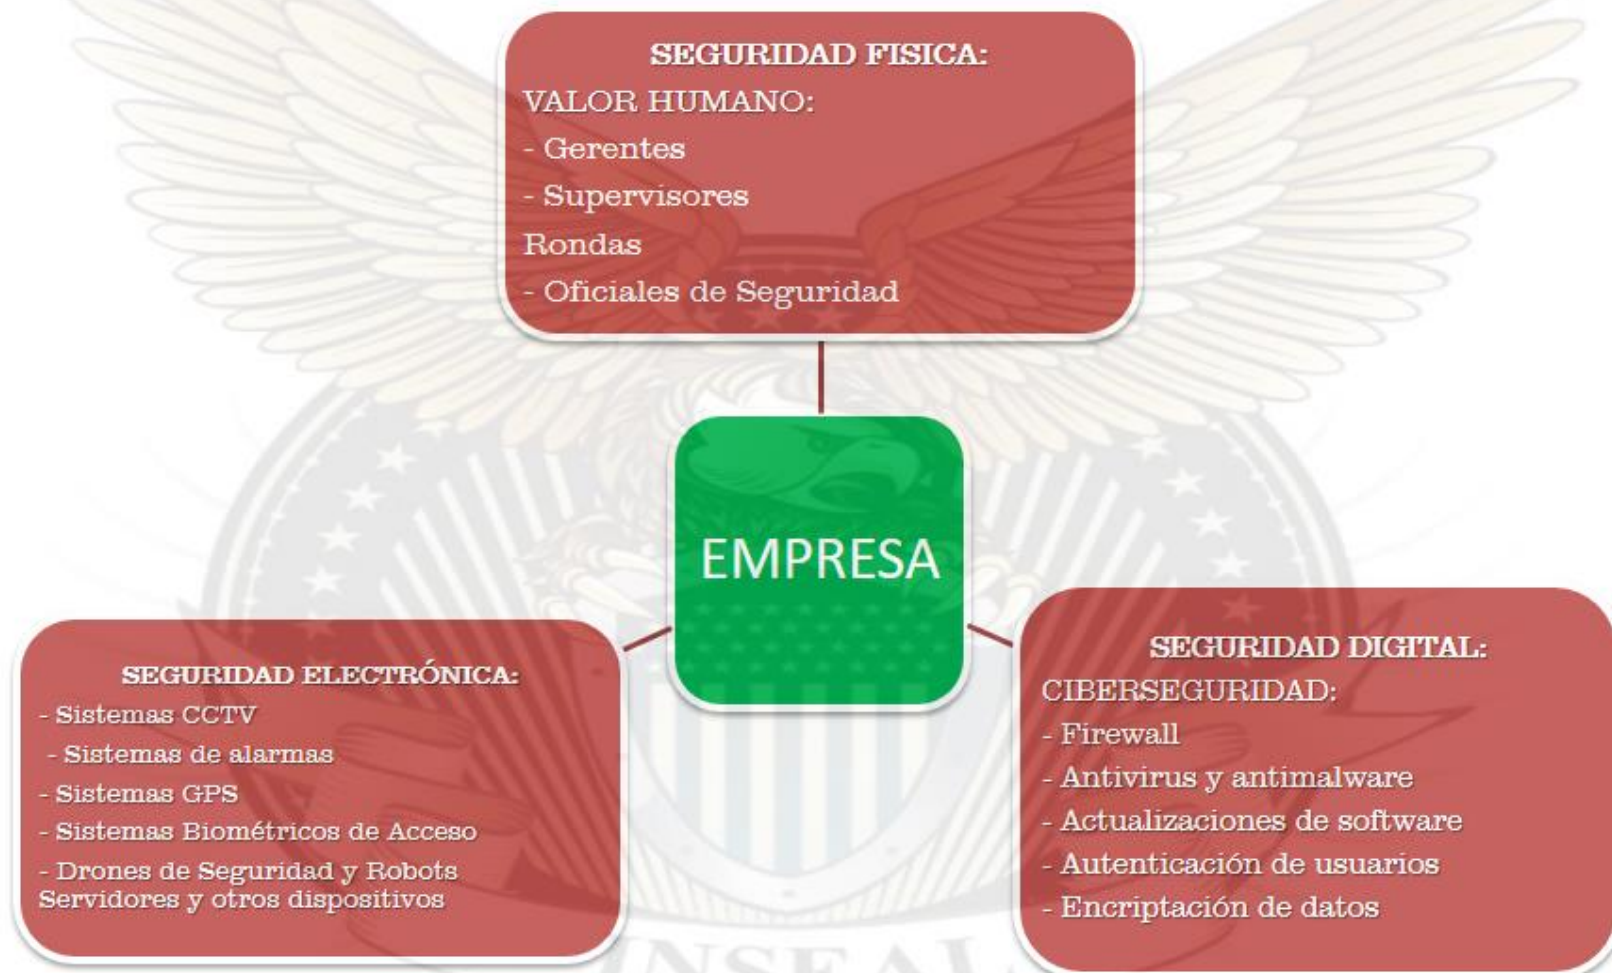 SEGURIDAD FISICA:
VALOR HUMANO:
- Gerentes
- Supervisores
Rondas
- Oficiales de Seguridad
EMPRESA
SEGURIDAD ELECTRÓNICA:
- Sistemas CCTV
- Sistemas de alarmas
- Sistemas GPS
- Sistemas Biométricos de Acceso
- Drones de Seguridad y Robots
Servidores y otros dispositivos
SEGURIDAD DIGITAL:
CIBERSEGURIDAD:
- Firewall
- Antivirus y antimalware
- Actualizaciones de software
- Autenticación de usuarios
- Encriptación de datos
INSEAL